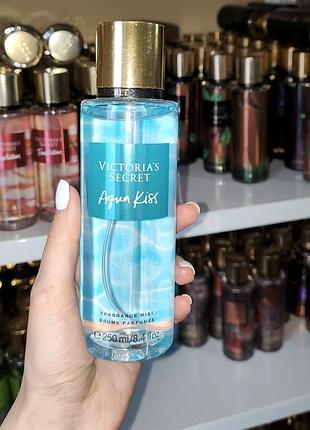 VICTORIA'S
SECRET
Aqua Kiss
FRAGRANCE MIST
BRUME PARFUMÉE
e 250 ml/8.4 fl oz